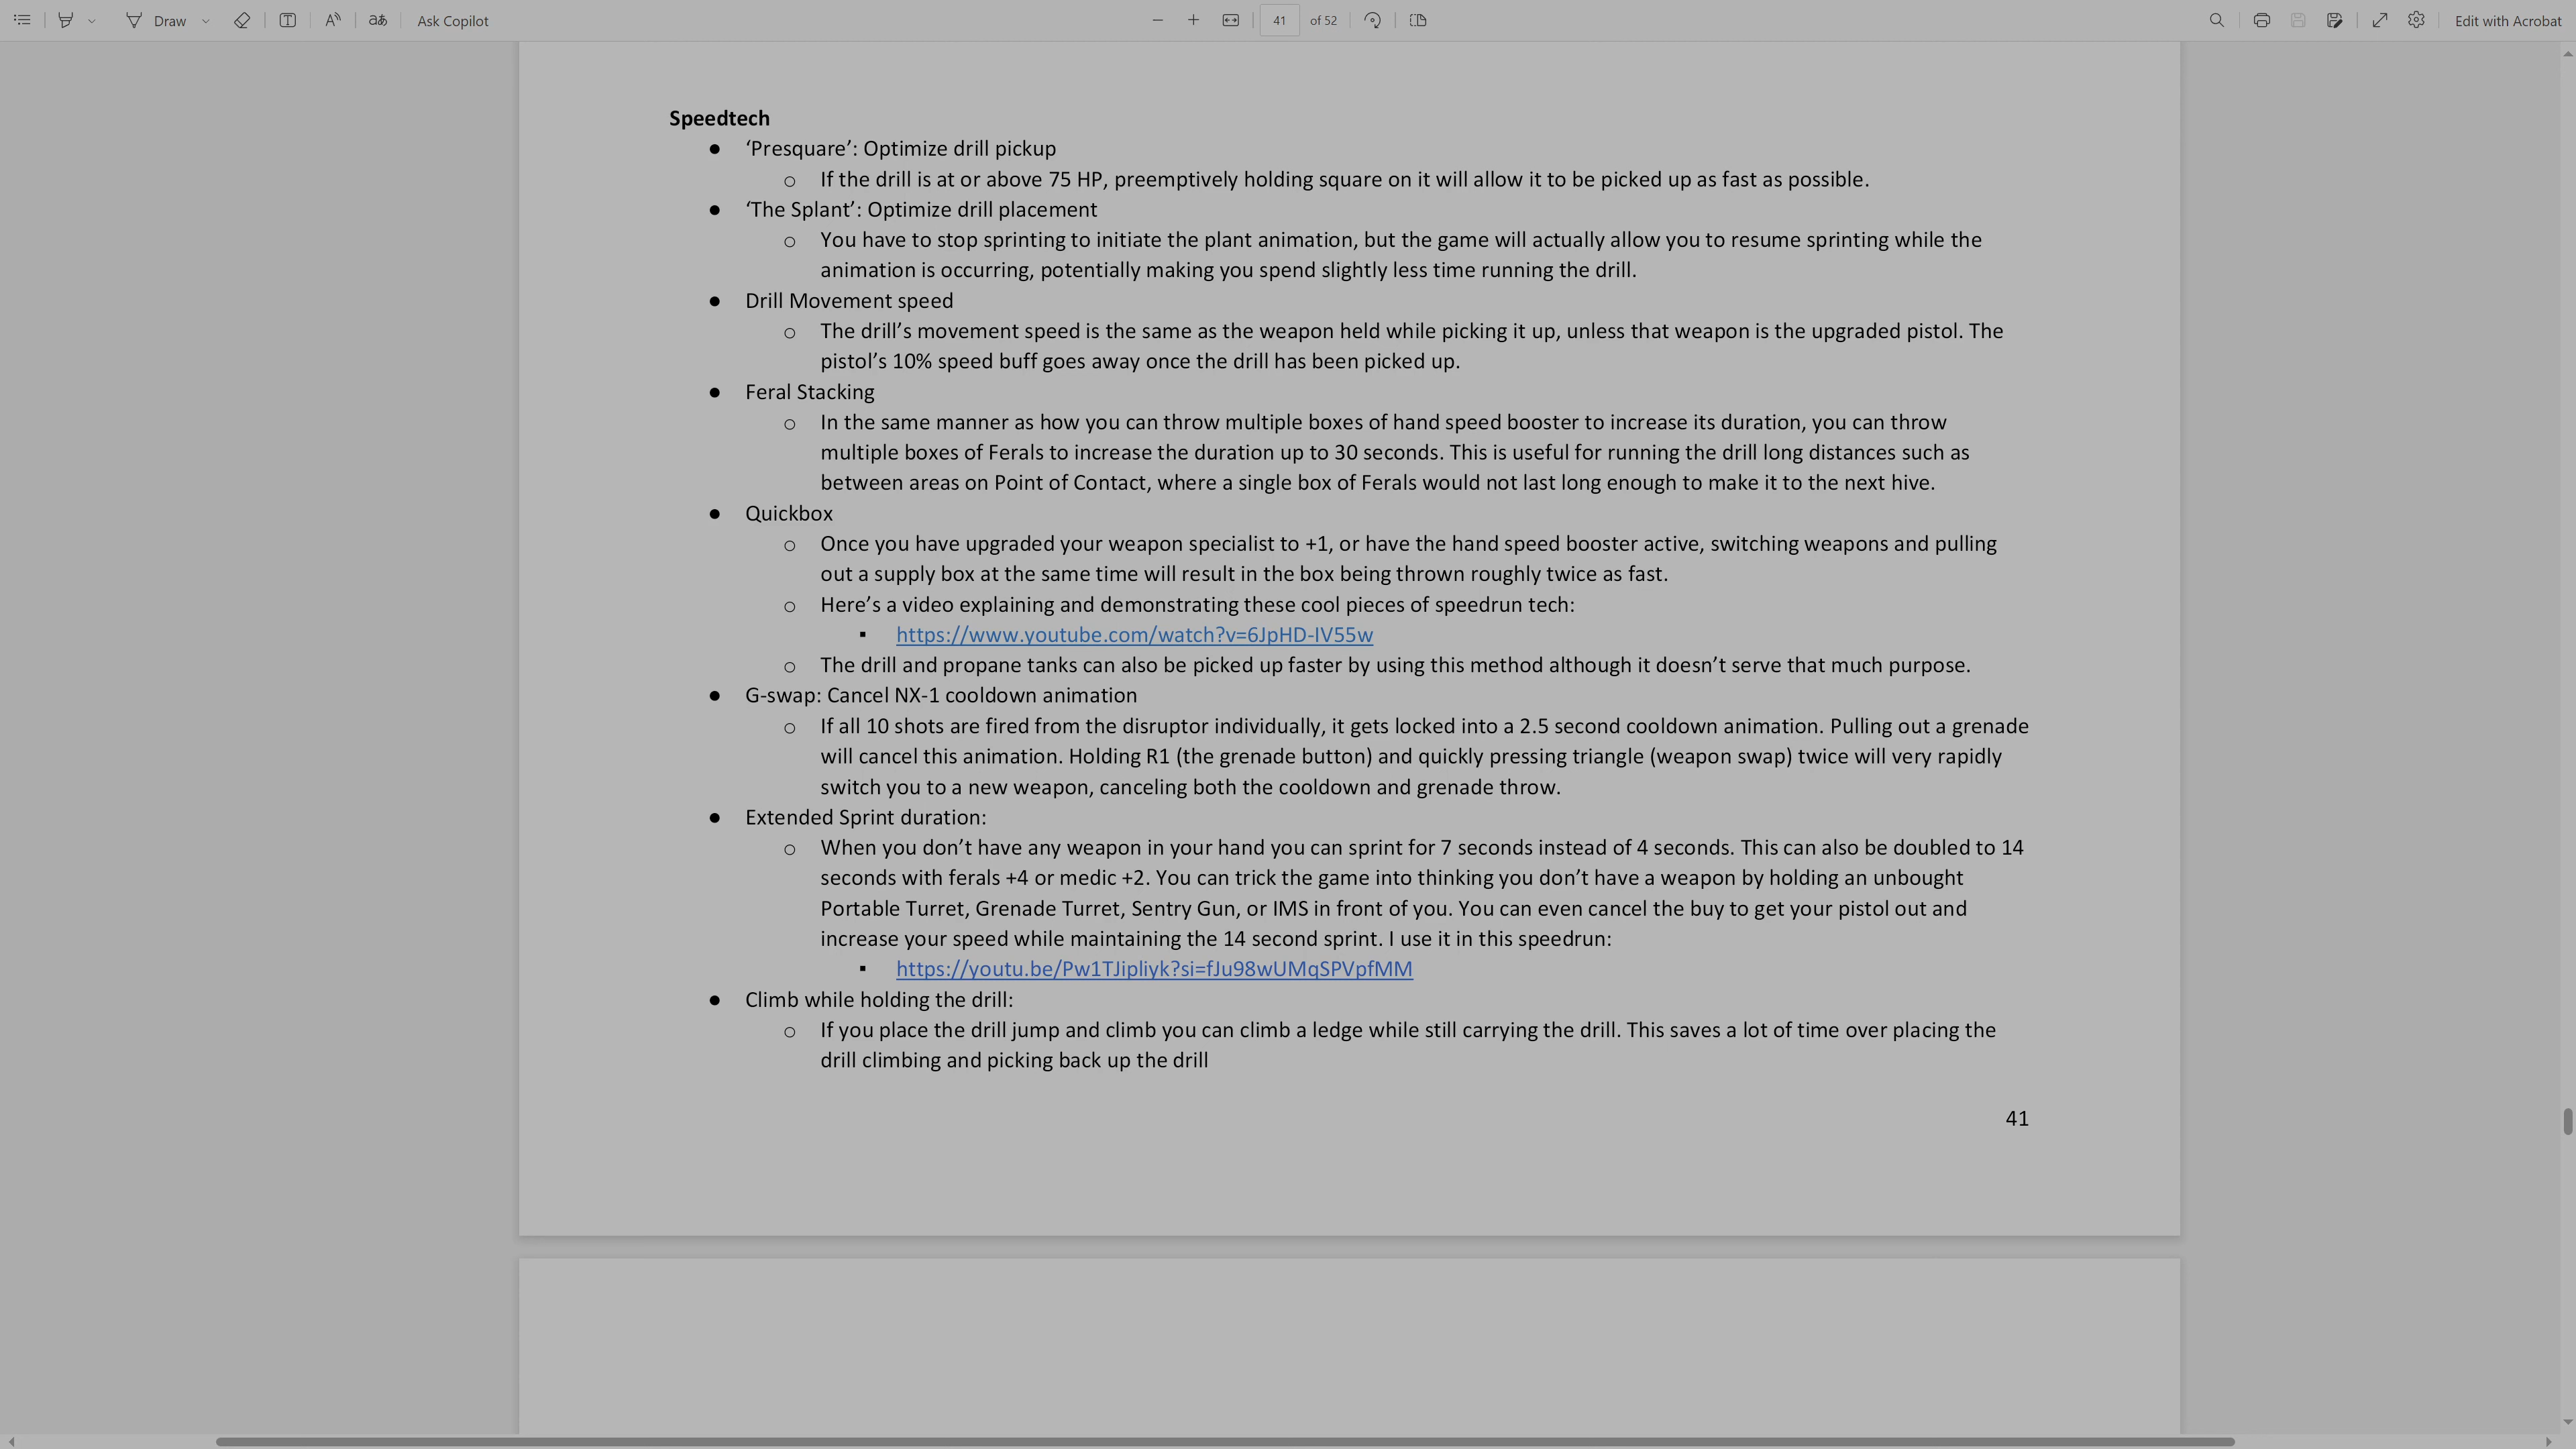 Draw
Ask Copilot
41 of 52
Edit with Acrobat
Speedtech
● ‘Presquare’: Optimize drill pickup
○ If the drill is at or above 75 HP, preemptively holding square on it will allow it to be picked up as fast as possible.
● ‘The Splant’: Optimize drill placement
○ You have to stop sprinting to initiate the plant animation, but the game will actually allow you to resume sprinting while the
animation is occurring, potentially making you spend slightly less time running the drill.
● Drill Movement speed
○ The drill’s movement speed is the same as the weapon held while picking it up, unless that weapon is the upgraded pistol. The
pistol’s 10% speed buff goes away once the drill has been picked up.
● Feral Stacking
○ In the same manner as how you can throw multiple boxes of hand speed booster to increase its duration, you can throw
multiple boxes of Ferals to increase the duration up to 30 seconds. This is useful for running the drill long distances such as
between areas on Point of Contact, where a single box of Ferals would not last long enough to make it to the next hive.
● Quickbox
○ Once you have upgraded your weapon specialist to +1, or have the hand speed booster active, switching weapons and pulling
out a supply box at the same time will result in the box being thrown roughly twice as fast.
○ Here’s a video explaining and demonstrating these cool pieces of speedrun tech:
▪ https://www.youtube.com/watch?v=6JpHD-IV55w
○ The drill and propane tanks can also be picked up faster by using this method although it doesn’t serve that much purpose.
● G-swap: Cancel NX-1 cooldown animation
○ If all 10 shots are fired from the disruptor individually, it gets locked into a 2.5 second cooldown animation. Pulling out a grenade
will cancel this animation. Holding R1 (the grenade button) and quickly pressing triangle (weapon swap) twice will very rapidly
switch you to a new weapon, canceling both the cooldown and grenade throw.
● Extended Sprint duration:
○ When you don’t have any weapon in your hand you can sprint for 7 seconds instead of 4 seconds. This can also be doubled to 14
seconds with ferals +4 or medic +2. You can trick the game into thinking you don’t have a weapon by holding an unbought
Portable Turret, Grenade Turret, Sentry Gun, or IMS in front of you. You can even cancel the buy to get your pistol out and
increase your speed while maintaining the 14 second sprint. I use it in this speedrun:
▪ https://youtu.be/Pw1TJipliyk?si=fJu98wUMqSPVpfMM
● Climb while holding the drill:
○ If you place the drill jump and climb you can climb a ledge while still carrying the drill. This saves a lot of time over placing the
drill climbing and picking back up the drill
41